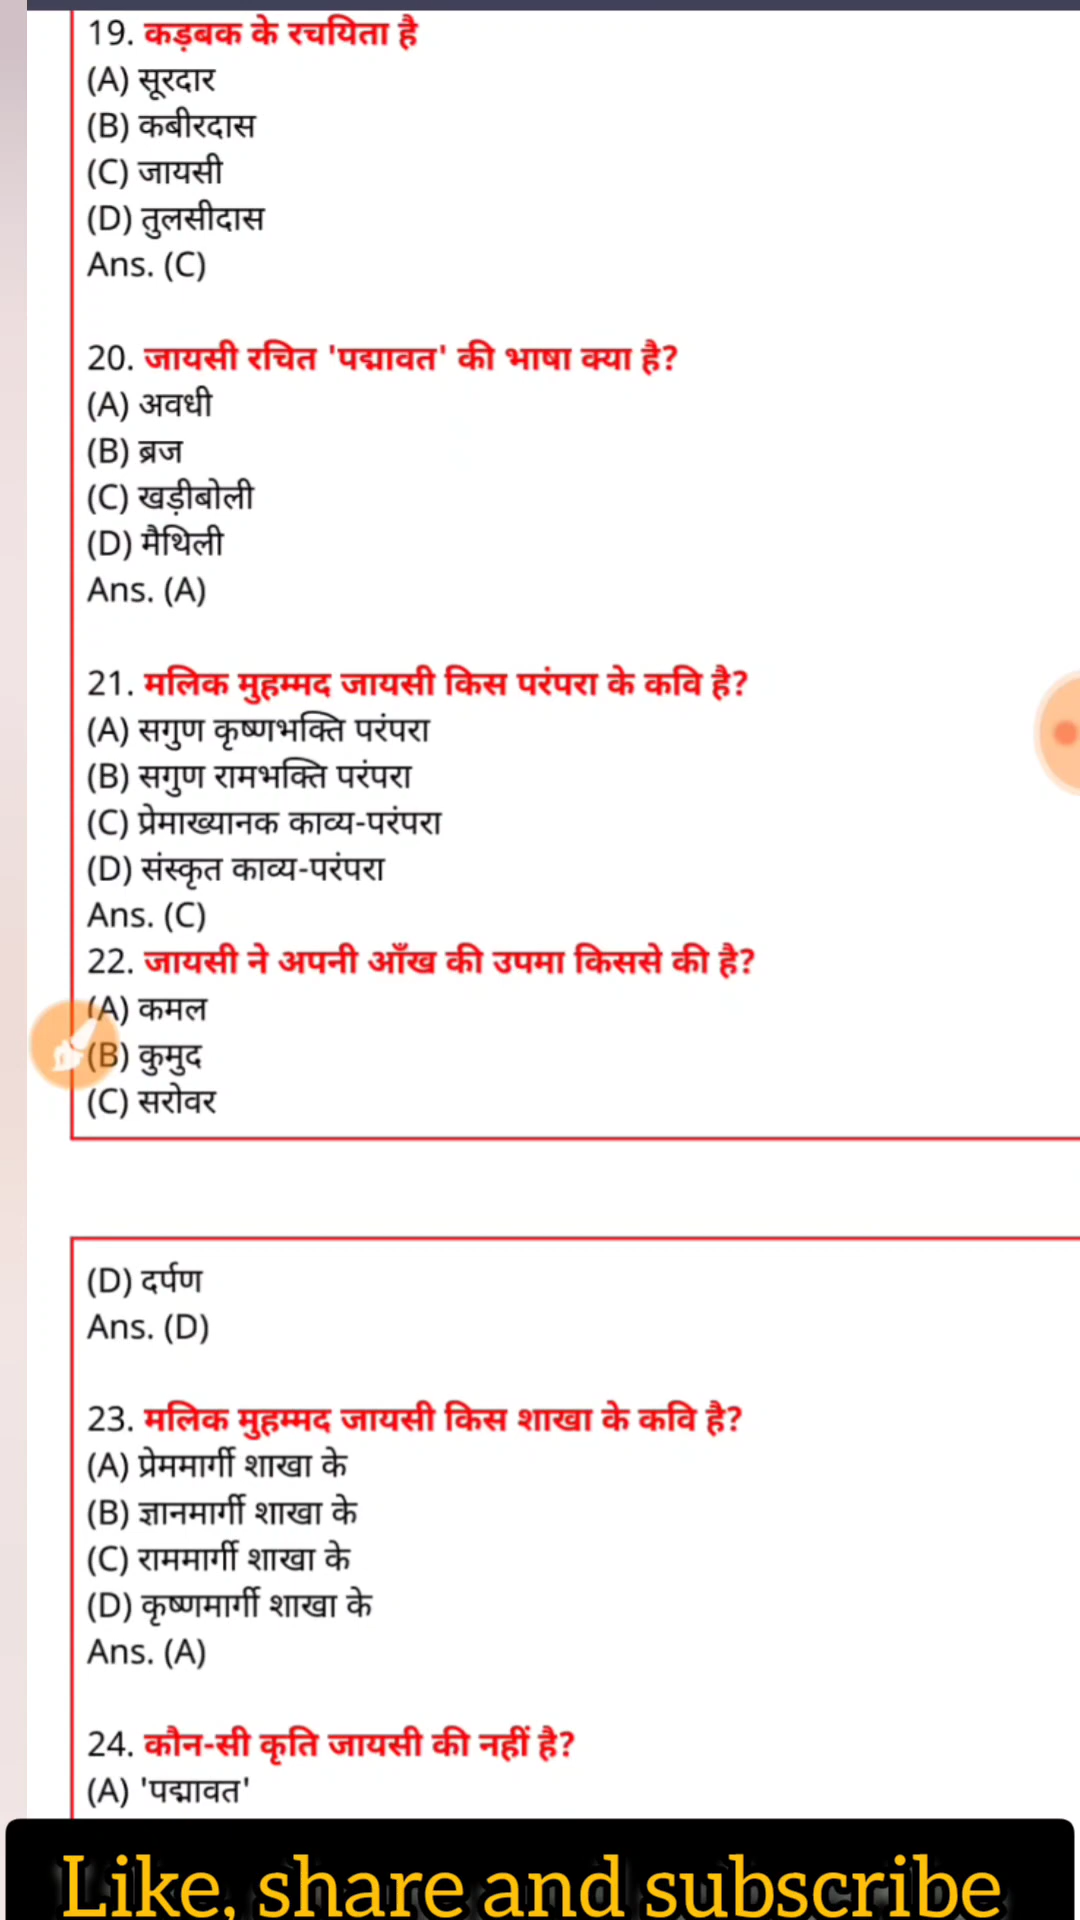 19. कड़बक के रचयिता है
(A) सूरदार
(B) कबीरदास
(C) जायसी
(D) तुलसीदास
Ans. (C)
20. जायसी रचित 'पद्मावत' की भाषा क्या है?
(A) अवधी
(B) ब्रज
(C) खड़ीबोली
(D) मैथिली
Ans. (A)
21. मलिक मुहम्मद जायसी किस परंपरा के कवि है?
(A) सगुण कृष्णभक्ति परंपरा
(B) सगुण रामभक्ति परंपरा
(C) प्रेमाख्यानक काव्य-परंपरा
(D) संस्कृत काव्य-परंपरा
Ans. (C)
22. जायसी ने अपनी आँख की उपमा किससे की है?
(A) कमल
(B) कुमुद
(C) सरोवर
(D) दर्पण
Ans. (D)
23. मलिक मुहम्मद जायसी किस शाखा के कवि है?
(A) प्रेममार्गी शाखा के
(B) ज्ञानमार्गी शाखा के
(C) राममार्गी शाखा के
(D) कृष्णमार्गी शाखा के
Ans. (A)
24. कौन-सी कृति जायसी की नहीं है?
(A) 'पद्मावत'
Like, share and subscribe